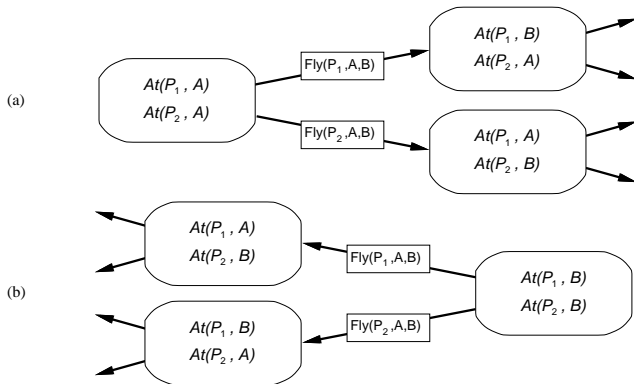 (a)
At(P1 , A)
At(P2 , A)
Fly(P1 ,A,B)
Fly(P2 ,A,B)
At(P1 , B)
At(P2 , A)
At(P1 , A)
At(P2 , B)
(b)
At(P1 , A)
At(P2 , B)
At(P1 , B)
At(P2 , A)
Fly(P1 ,A,B)
Fly(P2 ,A,B)
At(P1 , B)
At(P2 , B)